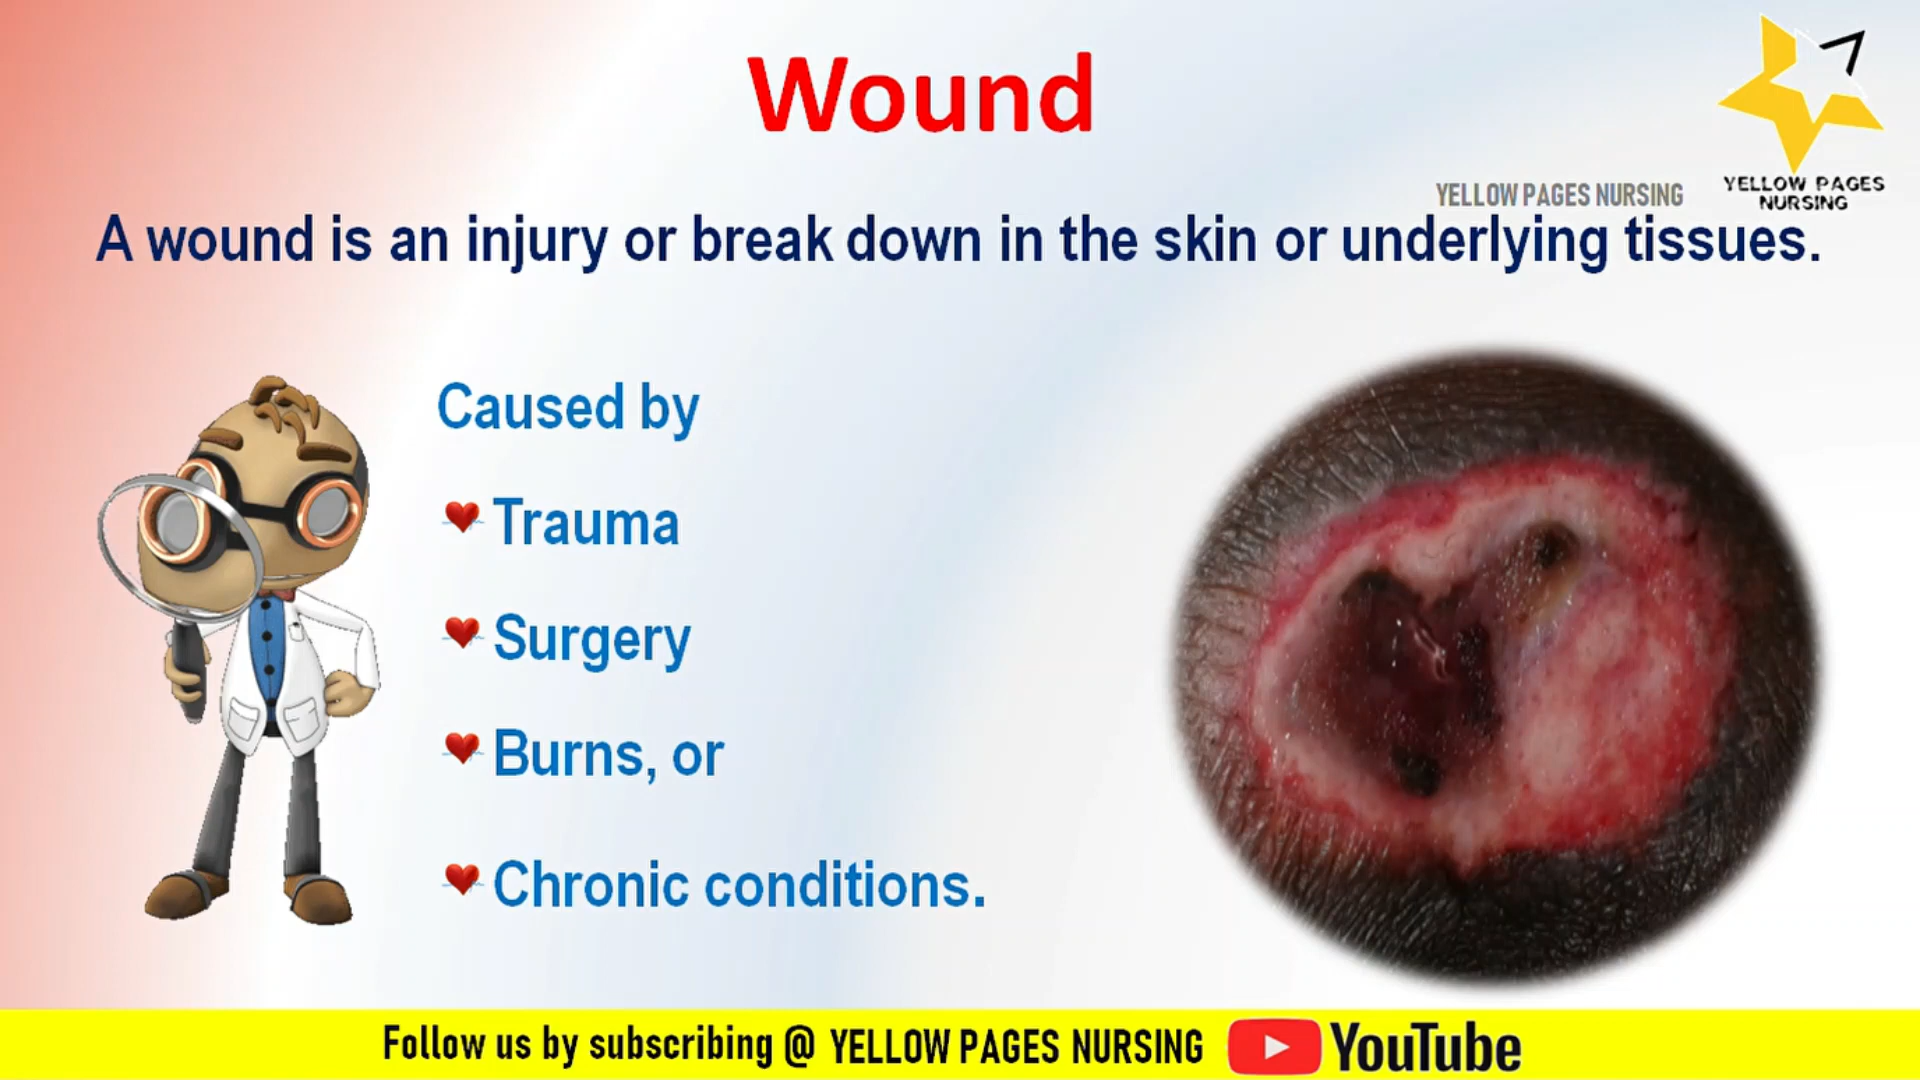 Wound
YELLOW PAGES NURSING
YELLOW PAGES
NURSING
A wound is an injury or break down in the skin or underlying tissues.
Caused by
Trauma
Surgery
Burns, or
Chronic conditions.
Follow us by subscribing @ YELLOW PAGES NURSING YouTube